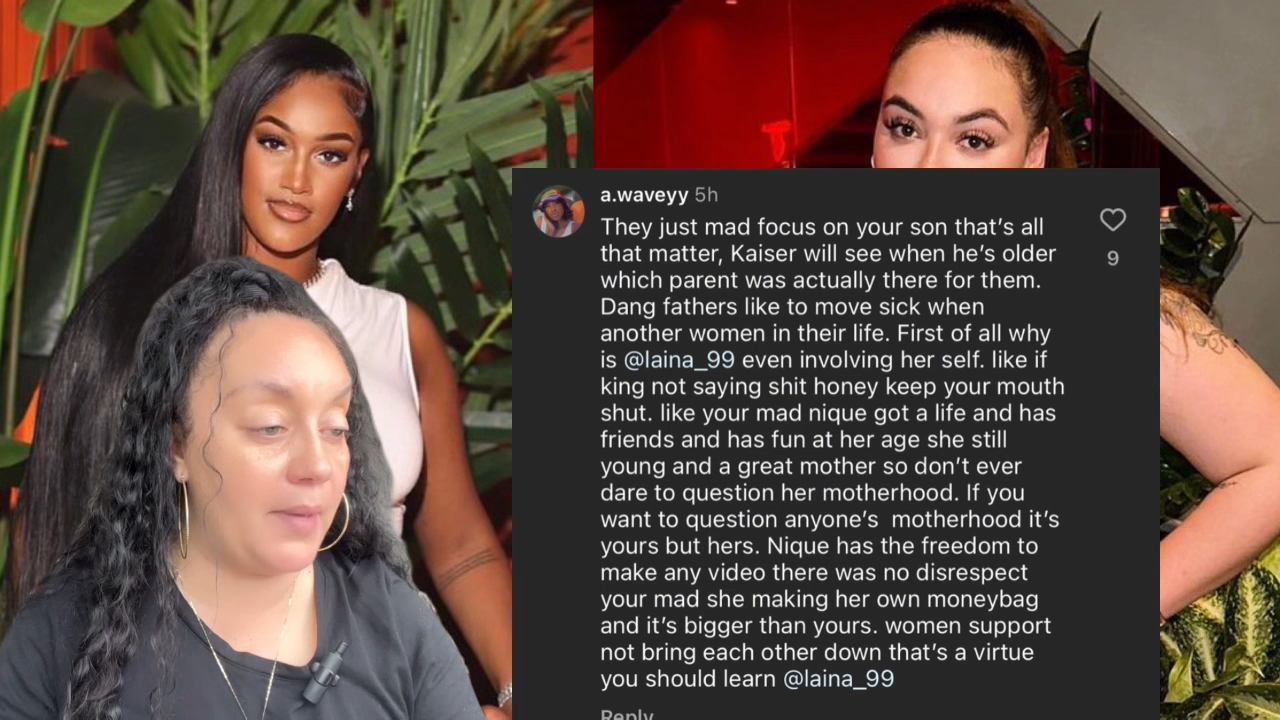 a.waveyy 5h
They just mad focus on your son that’s all
that matter, Kaiser will see when he’s older
which parent was actually there for them.
Dang fathers like to move sick when
another women in their life. First of all why
is @laina_99 even involving her self. like if
king not saying shit honey keep your mouth
shut. like your mad nique got a life and has
friends and has fun at her age she still
young and a great mother so don’t ever
dare to question her motherhood. If you
want to question anyone’s  motherhood it’s
yours but hers. Nique has the freedom to
make any video there was no disrespect
your mad she making her own moneybag
and it’s bigger than yours. women support
not bring each other down that’s a virtue
you should learn @laina_99
9
Reply